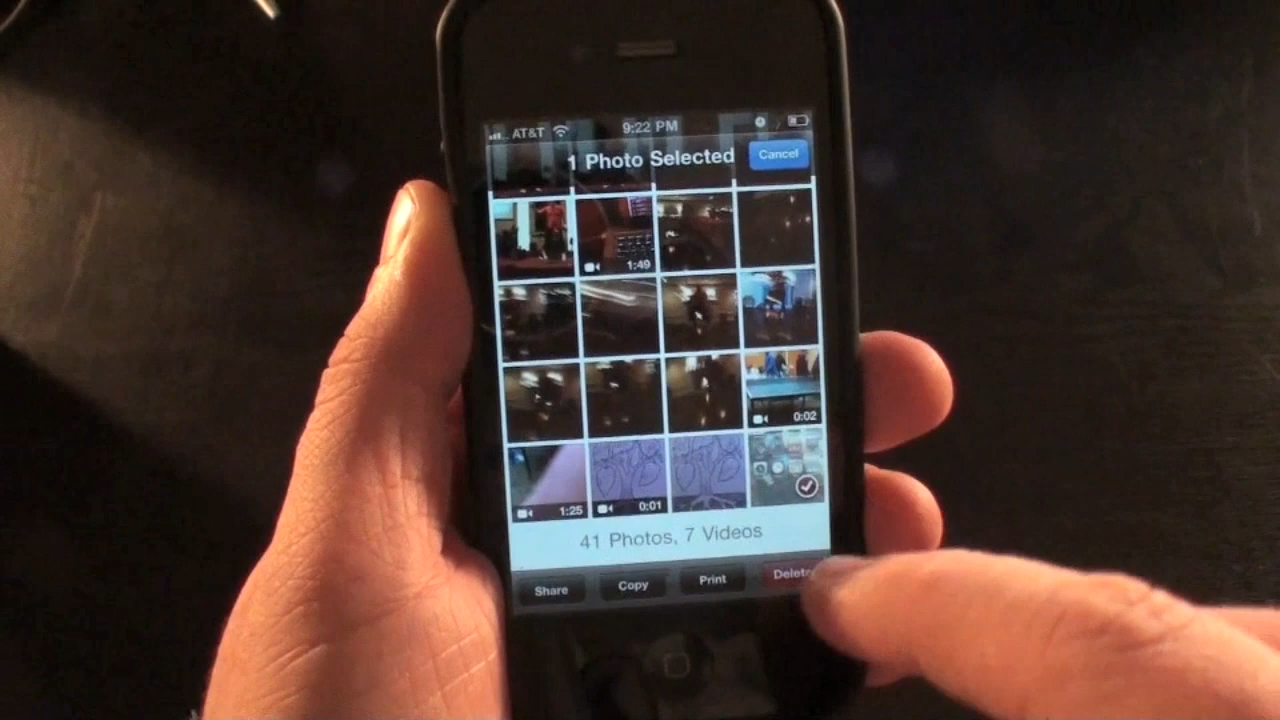 AT&T 9:22 PM
1 Photo Selected Cancel
1:49
0:02
1:25 0:01
41 Photos, 7 Videos
Share Copy Print Delete